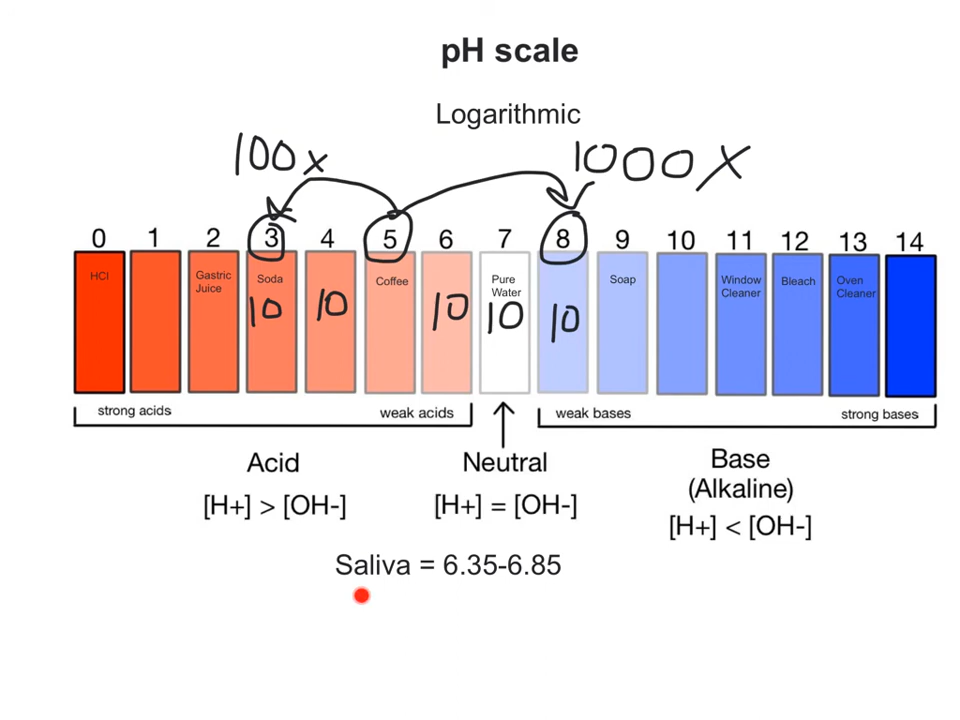 pH scale
Logarithmic
100x 1000X
0 1 2 3 4 5 6 7 8 9 10 11 12 13 14
HCl Gastric Soda Coffee Pure Soap Window Bleach Oven
Juice Water Cleaner Cleaner
10 10 10 10 10
strong acids weak acids weak bases strong bases
Acid Neutral Base
(Alkaline)
[H+] > [OH-] [H+] = [OH-] [H+] < [OH-]
Saliva = 6.35-6.85